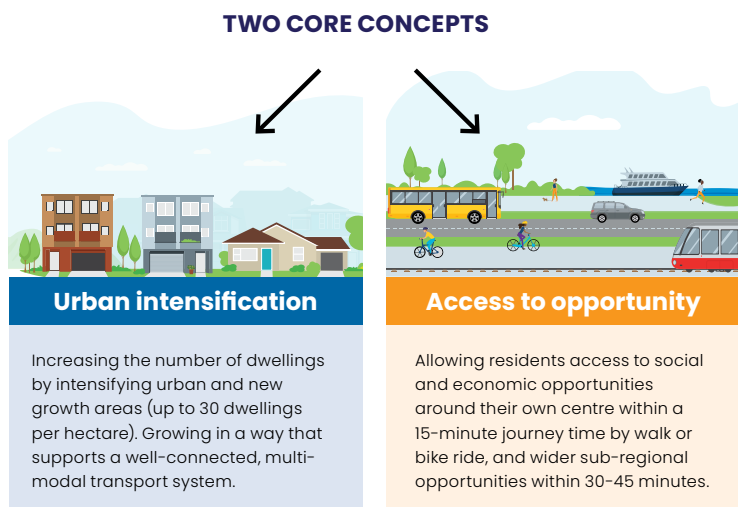 TWO CORE CONCEPTS
Urban intensification
Increasing the number of dwellings
by intensifying urban and new
growth areas (up to 30 dwellings
per hectare). Growing in a way that
supports a well-connected, multi-
modal transport system.
Access to opportunity
Allowing residents access to social
and economic opportunities
around their own centre within a
15-minute journey time by walk or
bike ride, and wider sub-regional
opportunities within 30-45 minutes.